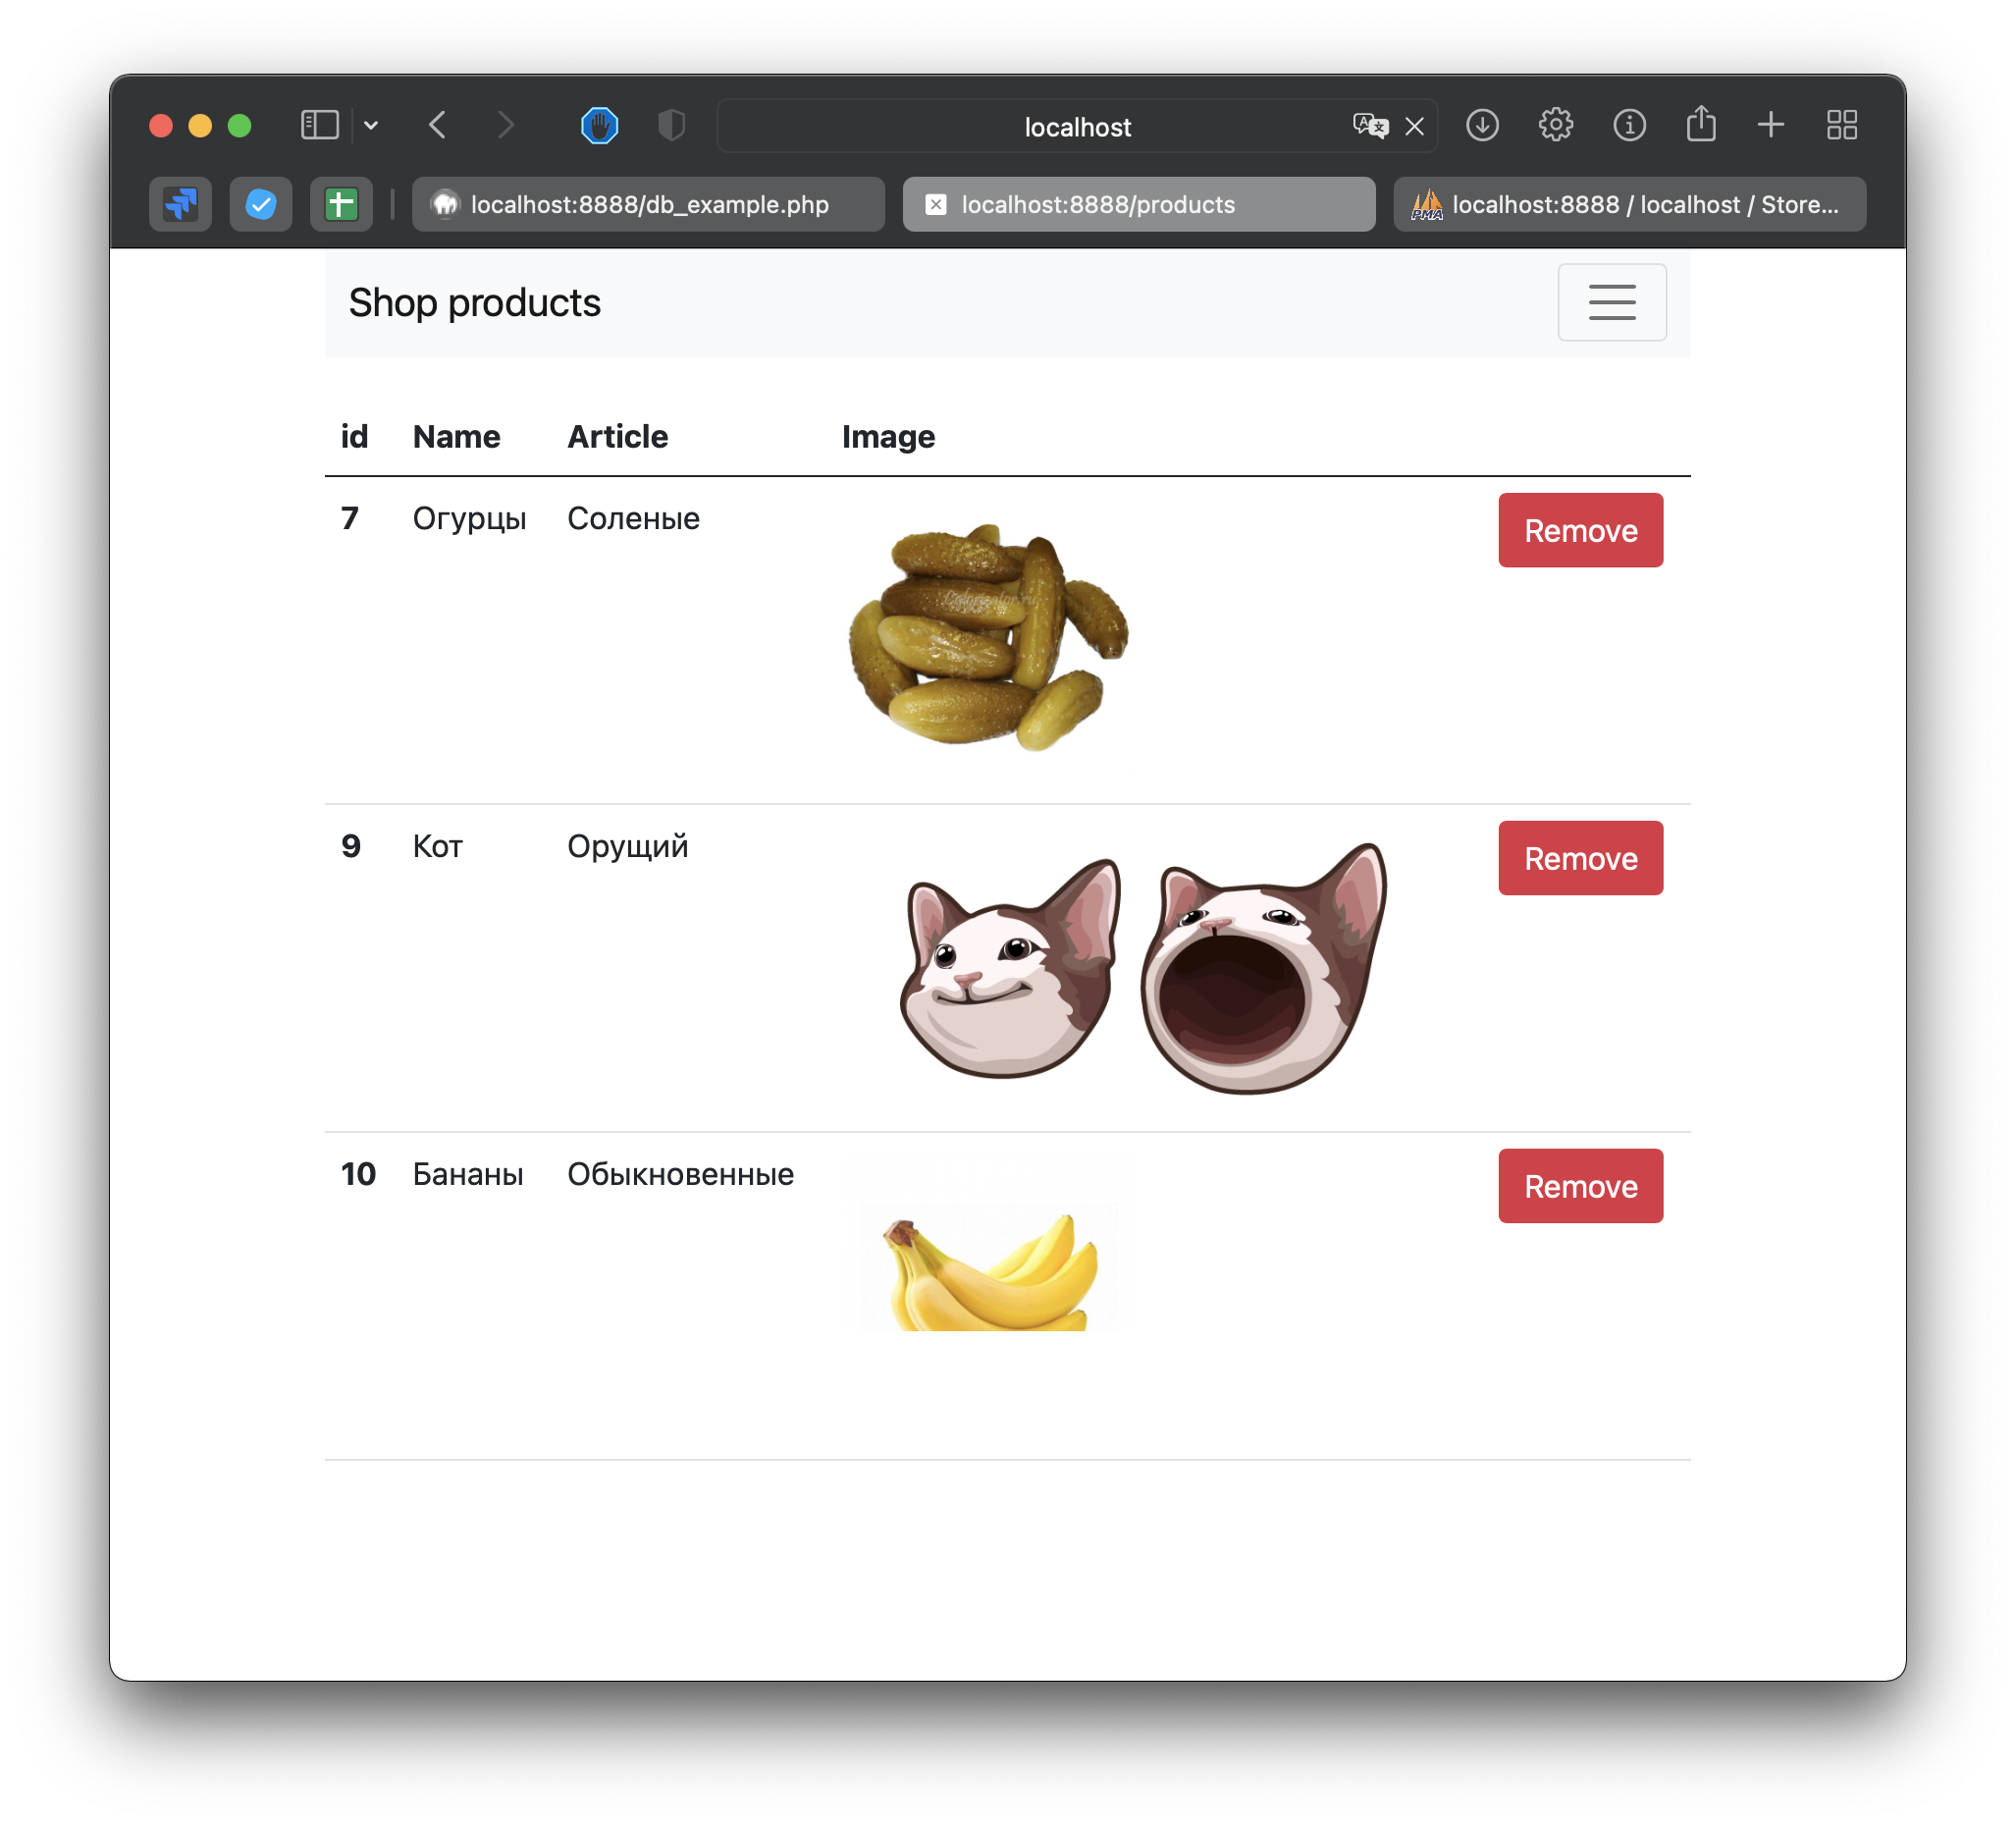 localhost
localhost:8888/db_example.php
localhost:8888/products
PMA
localhost:8888 / localhost / Store...
Shop products
id Name Article Image
7 Огурцы Соленые Remove
9 Кот Орущий Remove
10 Бананы Обыкновенные Remove